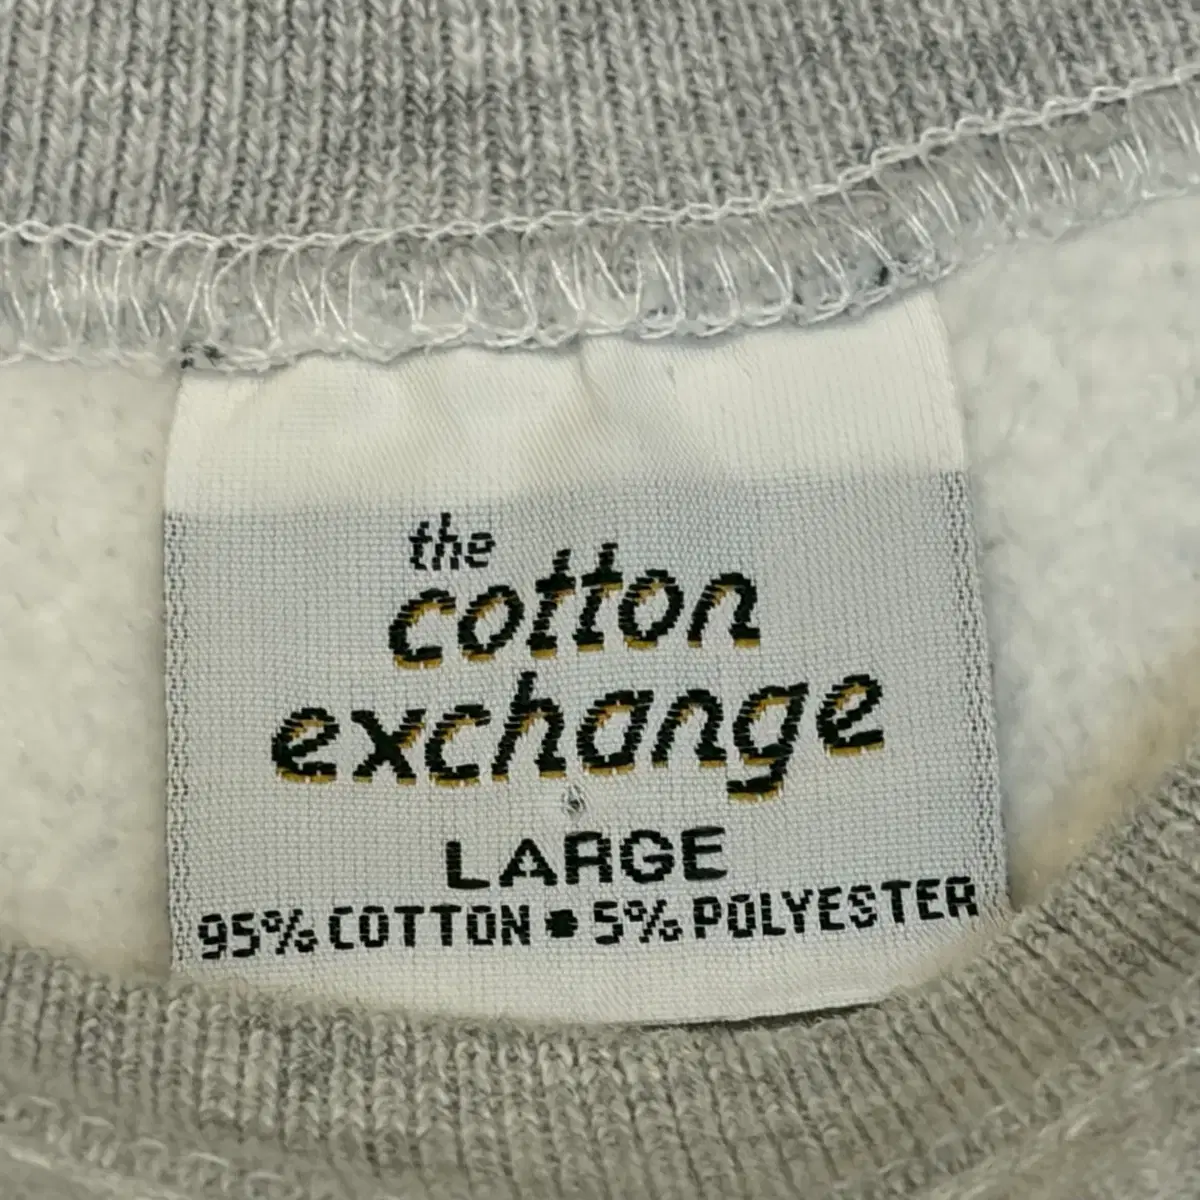 the
cotton
exchange
LARGE
95% COTTON • 5% POLYESTER